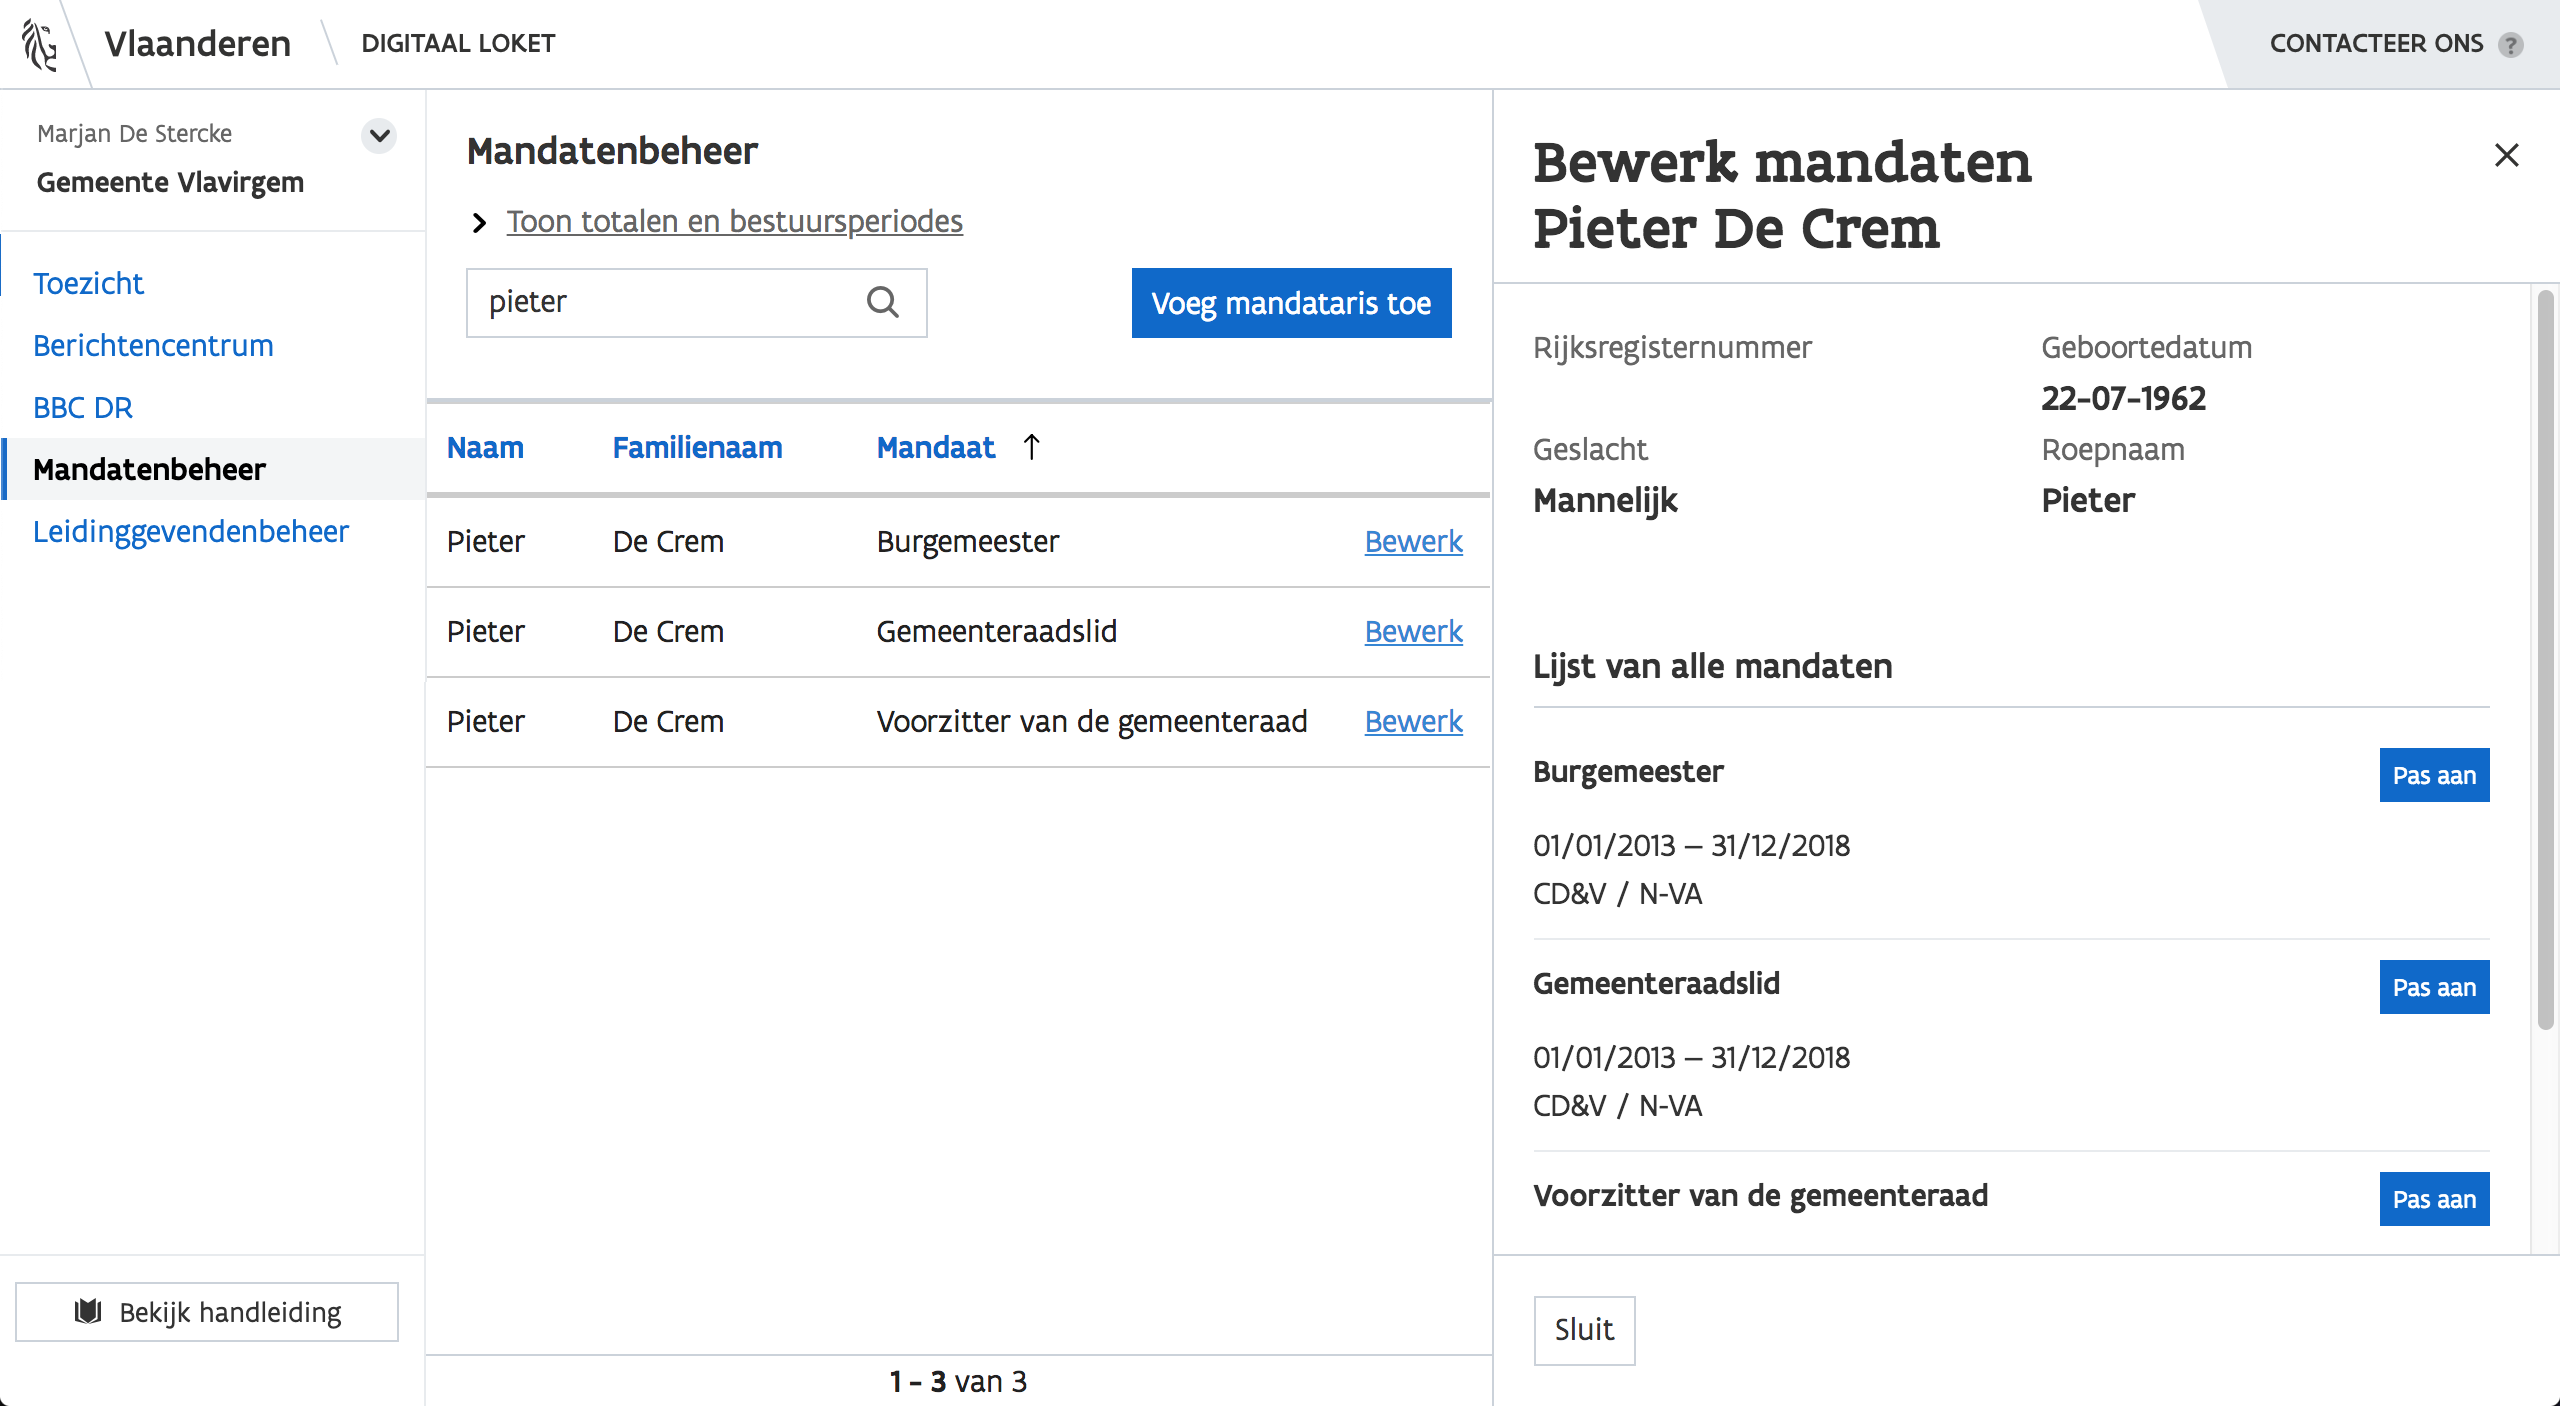 Vlaanderen
DIGITAAL LOKET
CONTACTEER ONS ?
Marjan De Stercke
Gemeente Vlavirgem
Toezicht
Berichtencentrum
BBC DR
Mandatenbeheer
Leidinggevendenbeheer
Bekijk handleiding
Mandatenbeheer
Toon totalen en bestuursperiodes
pieter
Voeg mandataris toe
Naam Familienaam Mandaat ↑
Pieter De Crem Burgemeester Bewerk
Pieter De Crem Gemeenteraadslid Bewerk
Pieter De Crem Voorzitter van de gemeenteraad Bewerk
1 - 3 van 3
Bewerk mandaten
Pieter De Crem
Rijksregisternummer Geboortedatum
22-07-1962
Geslacht Roepnaam
Mannelijk Pieter
Lijst van alle mandaten
Burgemeester Pas aan
01/01/2013 – 31/12/2018
CD&V / N-VA
Gemeenteraadslid Pas aan
01/01/2013 – 31/12/2018
CD&V / N-VA
Voorzitter van de gemeenteraad Pas aan
Sluit